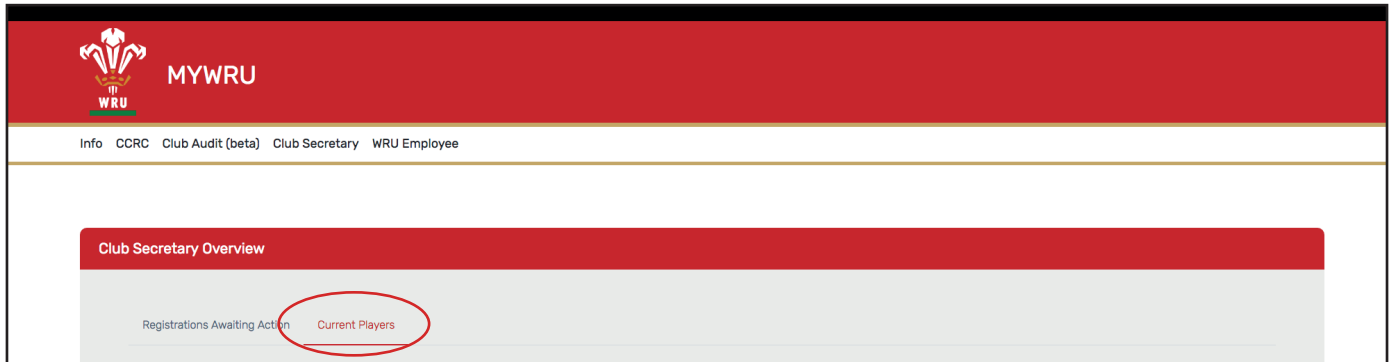 WRU
MYWRU
Info CCRC Club Audit (beta) Club Secretary WRU Employee
Club Secretary Overview
Registrations Awaiting Action Current Players